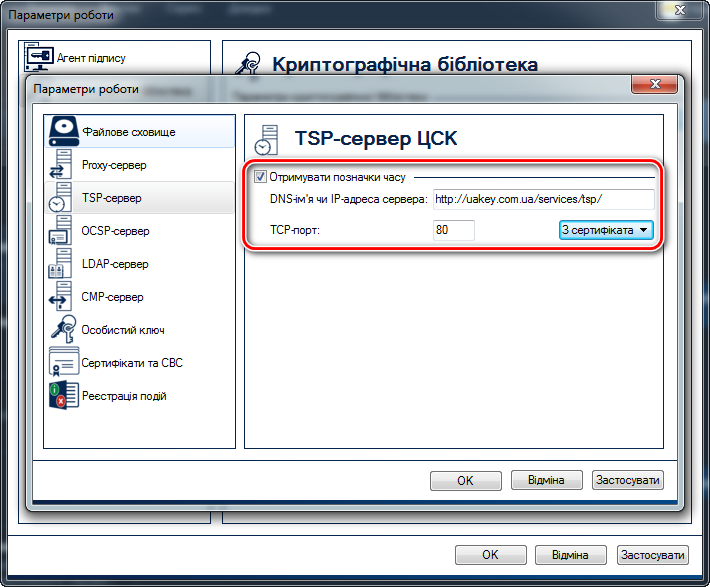 Параметри роботи
Агент підпису
Криптографічна бібліотека
Параметри роботи
Файлове сховище
Proxy-сервер
TSP-сервер
OCSP-сервер
LDAP-сервер
CMP-сервер
Особистий ключ
Сертифікати та СВС
Реєстрація подій
TSP-сервер ЦСК
Отримувати позначки часу
DNS-ім'я чи IP-адреса сервера: http://uakey.com.ua/services/tsp/
TCP-порт: 80 З сертифіката
OK Відміна Застосувати
OK Відміна Застосувати